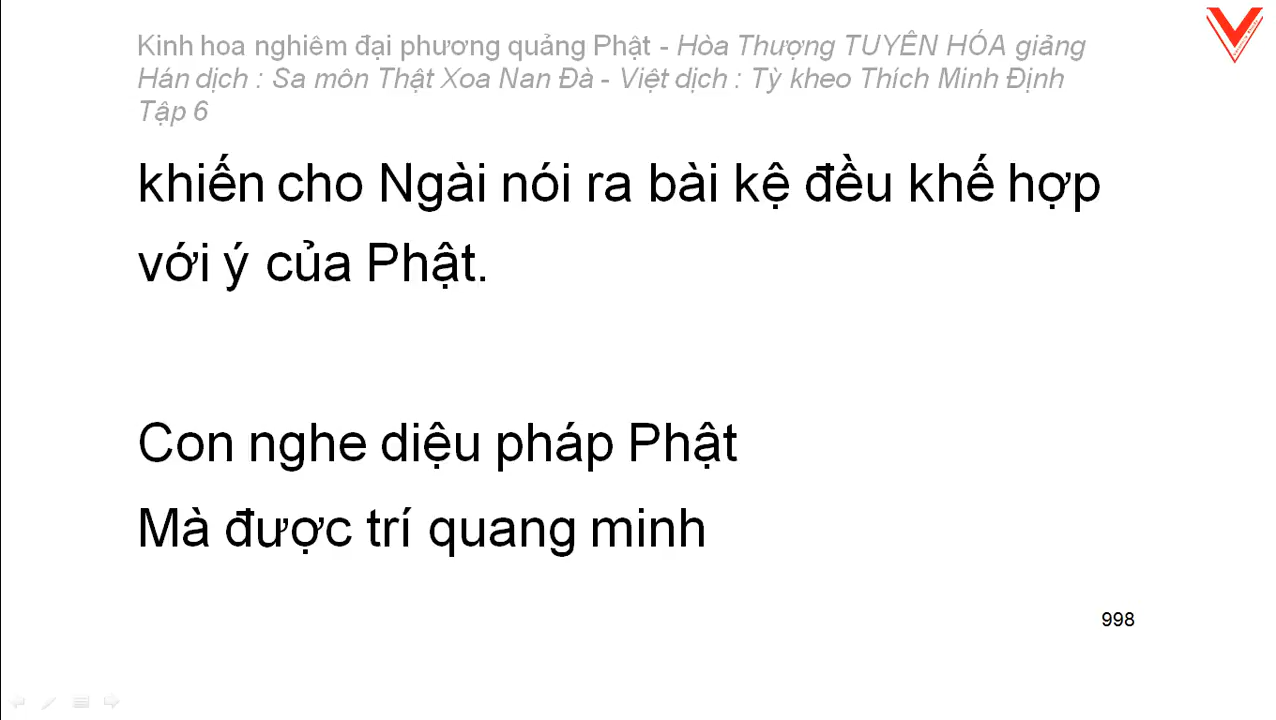 Kinh hoa nghiêm đại phương quảng Phật - Hòa Thượng TUYÊN HÓA giảng
Hán dịch : Sa môn Thật Xoa Nan Đà - Việt dịch : Tỳ kheo Thích Minh Định
Tập 6
khiến cho Ngài nói ra bài kệ đều khế hợp
với ý của Phật.
Con nghe diệu pháp Phật
Mà được trí quang minh
998